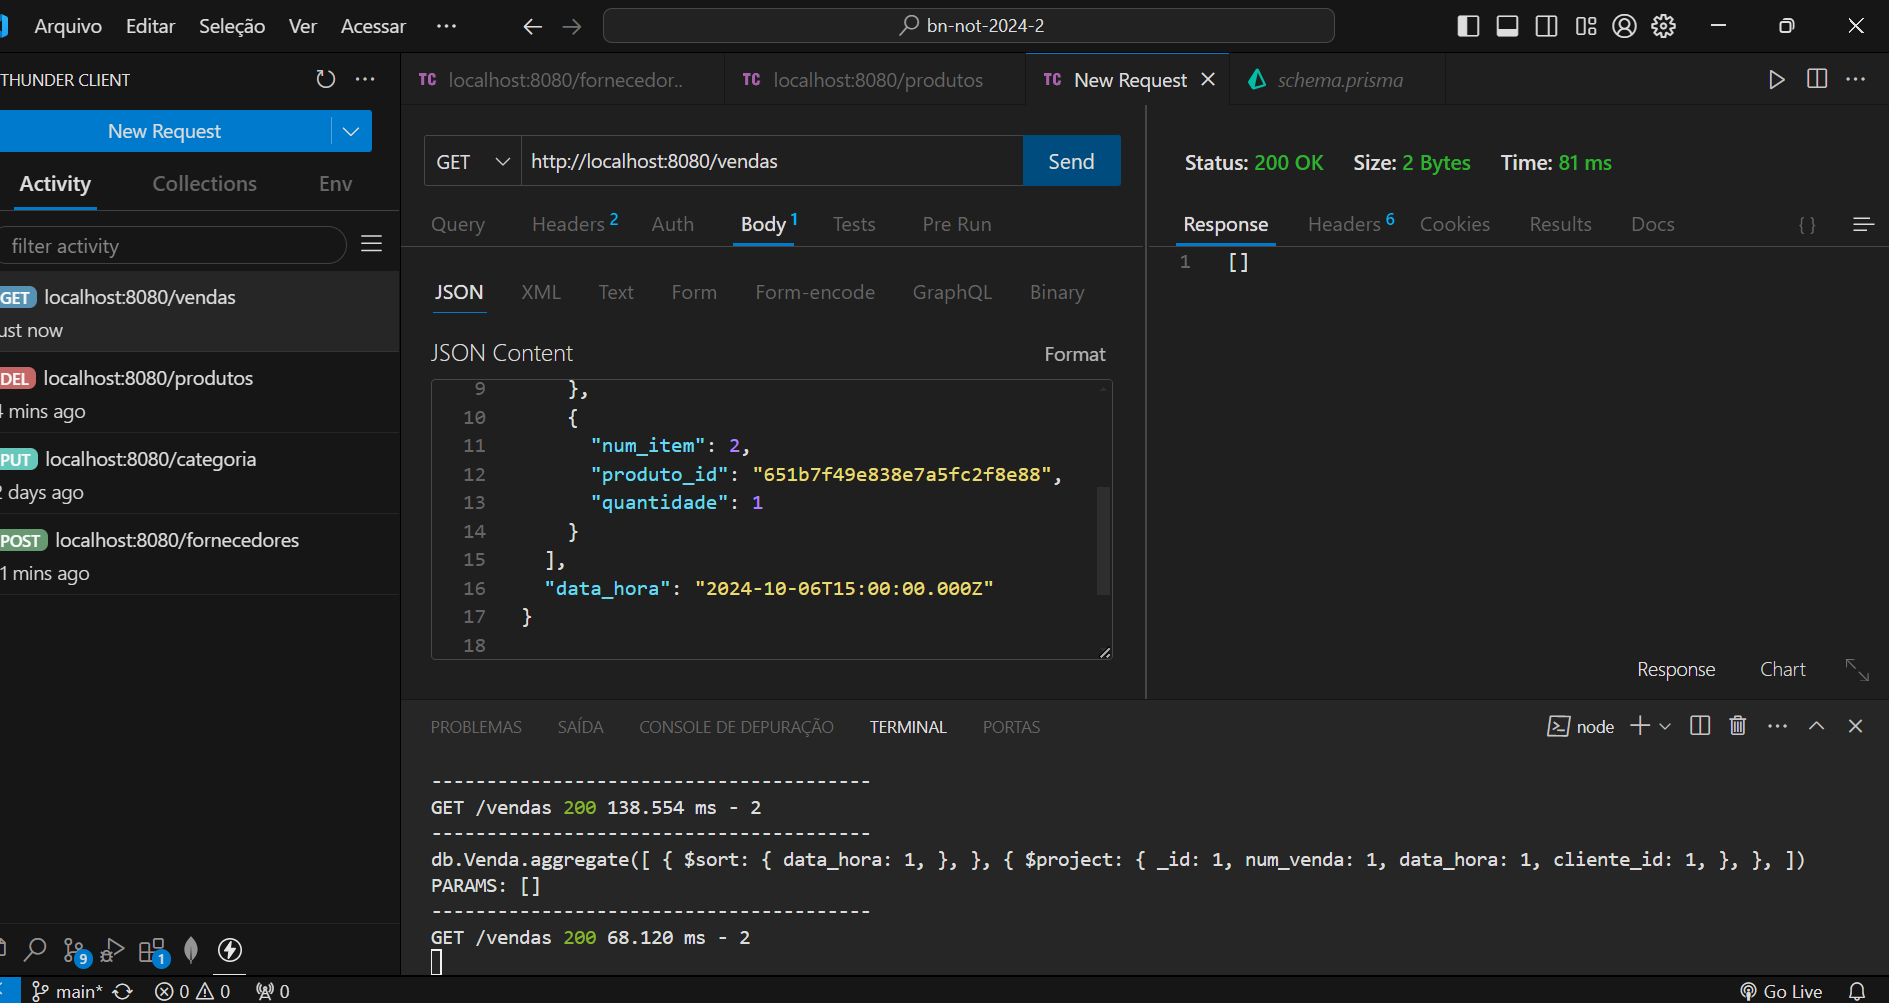 Arquivo Editar Seleção Ver Acessar ··· bn-not-2024-2
THUNDER CLIENT
New Request
Activity Collections Env
filter activity
GET localhost:8080/vendas
ust now
DEL localhost:8080/produtos
mins ago
PUT localhost:8080/categoria
2 days ago
POST localhost:8080/fornecedores
1 mins ago
TC localhost:8080/fornecedor.. TC localhost:8080/produtos TC New Request schema.prisma
GET http://localhost:8080/vendas Send
Query Headers 2 Auth Body 1 Tests Pre Run
JSON XML Text Form Form-encode GraphQL Binary
JSON Content Format
9 },
10 {
11 "num_item": 2,
12 "produto_id": "651b7f49e838e7a5fc2f8e88",
13 "quantidade": 1
14 }
15 ],
16 "data_hora": "2024-10-06T15:00:00.000Z"
17 }
18
Status: 200 OK Size: 2 Bytes Time: 81 ms
Response Headers 6 Cookies Results Docs { }
1 []
Response Chart
PROBLEMAS SAÍDA CONSOLE DE DEPURAÇÃO TERMINAL PORTAS node
----------------------------------------
GET /vendas 200 138.554 ms - 2
----------------------------------------
db.Venda.aggregate([ { $sort: { data_hora: 1, }, }, { $project: { _id: 1, num_venda: 1, data_hora: 1, cliente_id: 1, }, }, ])
PARAMS: []
----------------------------------------
GET /vendas 200 68.120 ms - 2
9 1
main* 0 0 0 Go Live